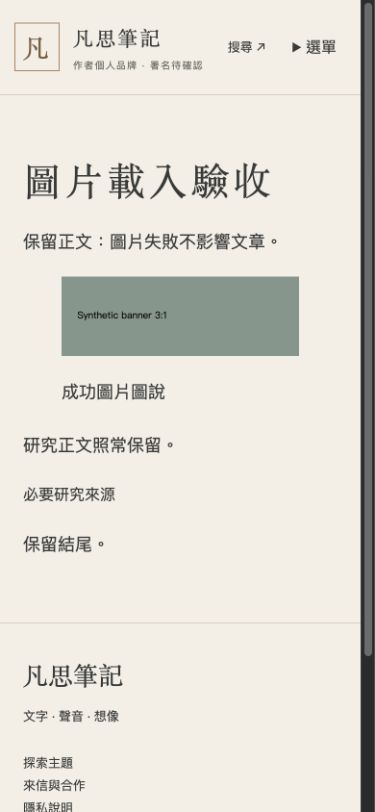 凡
凡思筆記
作者個人品牌 · 署名待確認
搜尋 ↗
▶ 選單
圖片載入驗收
保留正文：圖片失敗不影響文章。
Synthetic banner 3:1
成功圖片圖說
研究正文照常保留。
必要研究來源
保留結尾。
凡思筆記
文字 · 聲音 · 想像
探索主題
來信與合作
隱私說明